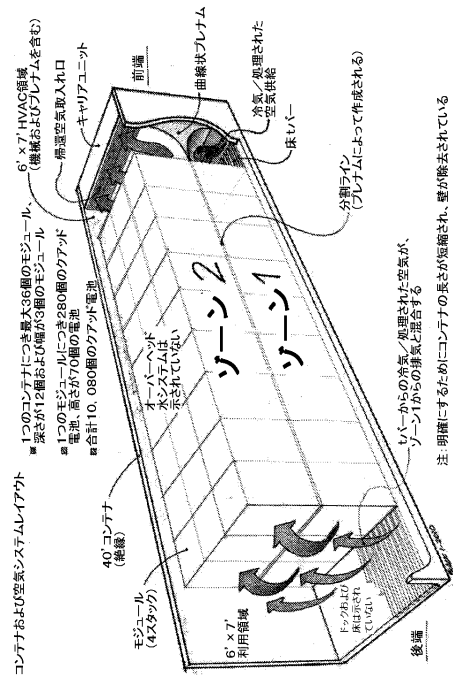 コンテナおよび空気システムレイアウト
1つのコンテナにつき最大36個のモジュール、
深さが12個および幅が3個のモジュール
1つのモジュールにつき280個のクアッド
電池、高さが70個の電池
合計10,080個のクアッド電池
6'×7'HVAC領域
(機械およびプレナムを含む)
帰還空気取入れ口
キャリアユニット
前端
曲線状プレナム
冷気/処理された
空気供給
床tバー
分割ライン
(プレナムによって作成される)
40'コンテナ
(絶縁)
オーバーヘッド
水システムは
示されていない
モジュール
(4スタック)
ゾーン2
ゾーン1
6'×7'
利用領域
ドックおよび
床は示され
ていない
後端
tバーからの冷気/処理された空気が、
ゾーン1からの排気と混合する
注:明確にするためにコンテナの長さが短縮され、壁が除去されている